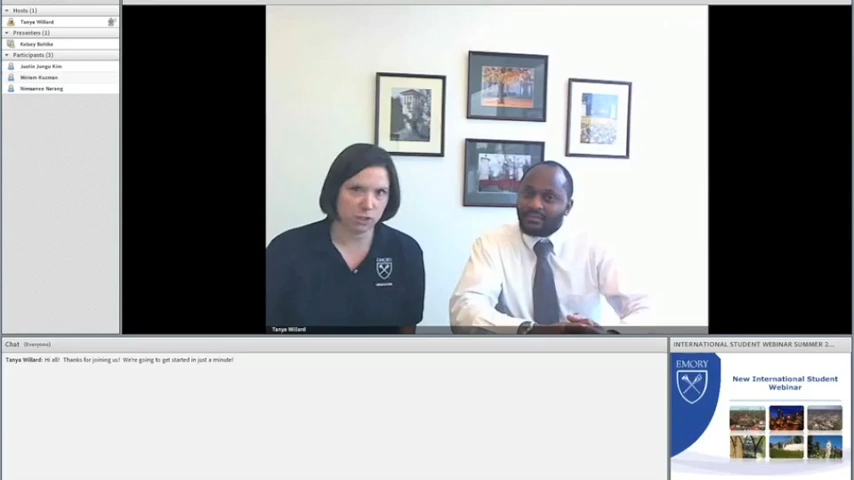 Hosts (1)
Tanya Willard
Presenters (1)
Kelsey Bohlke
Participants (3)
Justin Jungu Kim
Miriam Kuzman
Nimsanee Narang
EMORY
Tanya Willard
Chat (Everyone)
Tanya Willard: Hi all! Thanks for joining us! We're going to get started in just a minute!
INTERNATIONAL STUDENT WEBINAR SUMMER 2...
EMORY
New International Student
Webinar